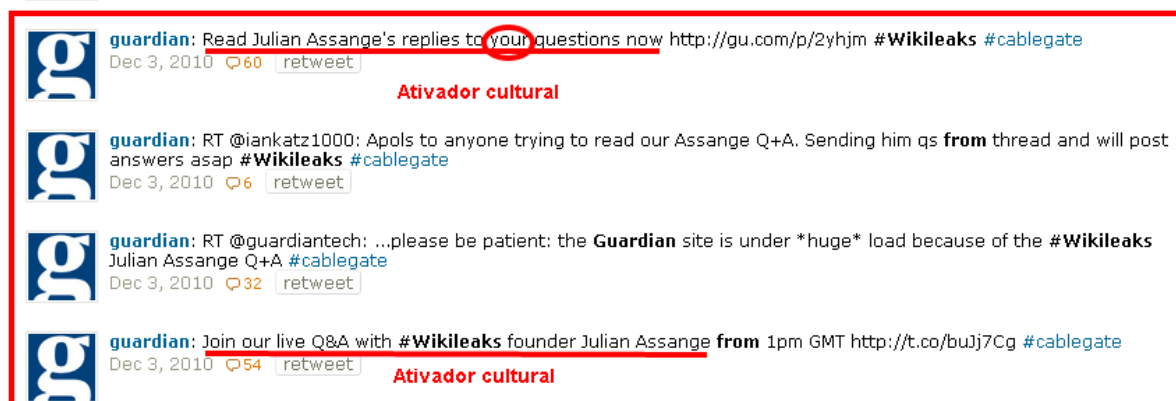 guardian: Read Julian Assange's replies to your questions now http://gu.com/p/2yhjm #Wikileaks #cablegate
Dec 3, 2010 60 retweet
Ativador cultural
guardian: RT @iankatz1000: Apols to anyone trying to read our Assange Q+A. Sending him qs from thread and will post
answers asap #Wikileaks #cablegate
Dec 3, 2010 6 retweet
guardian: RT @guardiantech: ...please be patient: the Guardian site is under *huge* load because of the #Wikileaks
Julian Assange Q+A #cablegate
Dec 3, 2010 32 retweet
guardian: Join our live Q&A with #Wikileaks founder Julian Assange from 1pm GMT http://t.co/buJj7Cg #cablegate
Dec 3, 2010 54 retweet
Ativador cultural